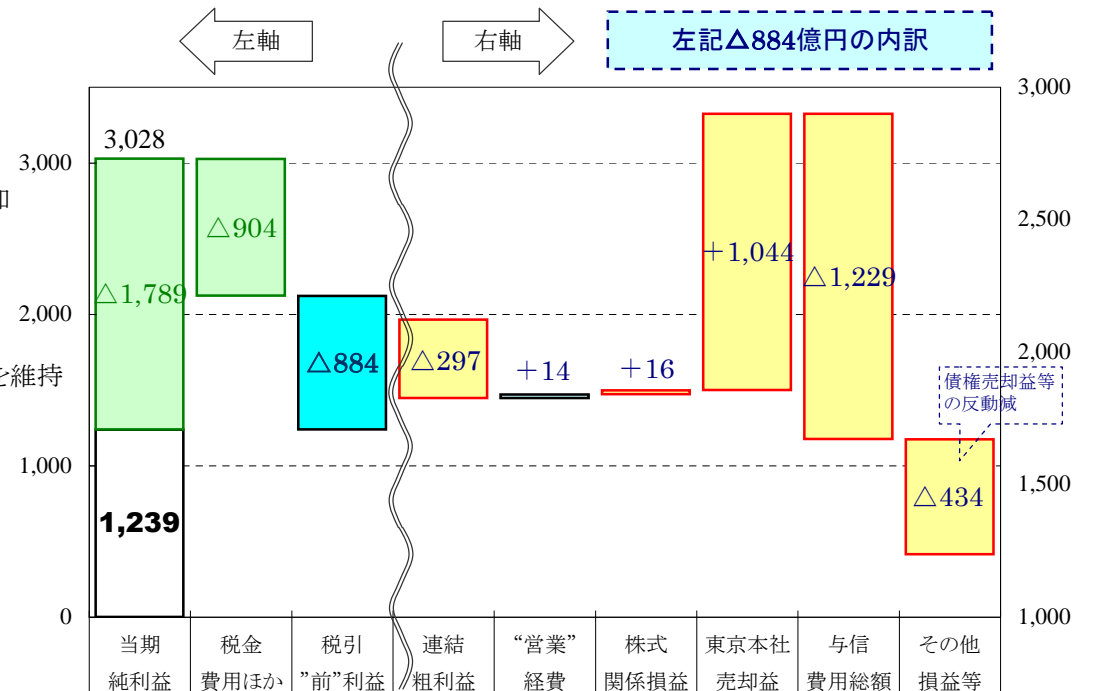 左軸
右軸
左記△884億円の内訳
3,000
2,000
1,000
0
3,028
△1,789
1,239
△904
△884
△297
＋14
＋16
＋1,044
△1,229
△434
債権売却益等
の反動減
3,000
2,500
2,000
1,500
1,000
当期
純利益
税金
費用ほか
税引
”前”利益
連結
粗利益
“営業”
経費
株式
関係損益
東京本社
売却益
与信
費用総額
その他
損益等
を維持